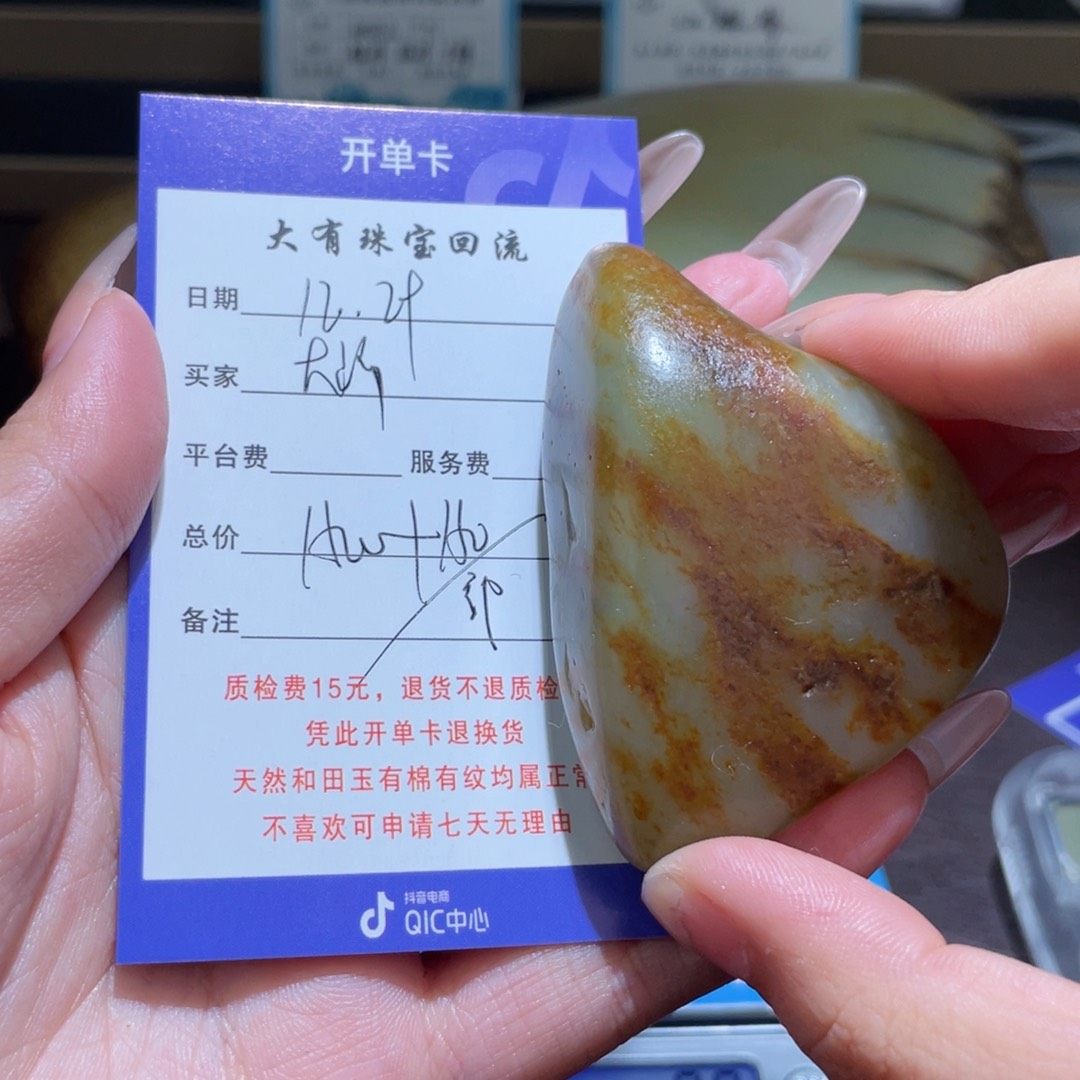 开单卡
大有珠宝回流
日期 12.29
买家
平台费 服务费
总价
备注
质检费15元，退货不退质检
凭此开单卡退换货
天然和田玉有棉有纹均属正常
不喜欢可申请七天无理由
抖音电商
QIC中心